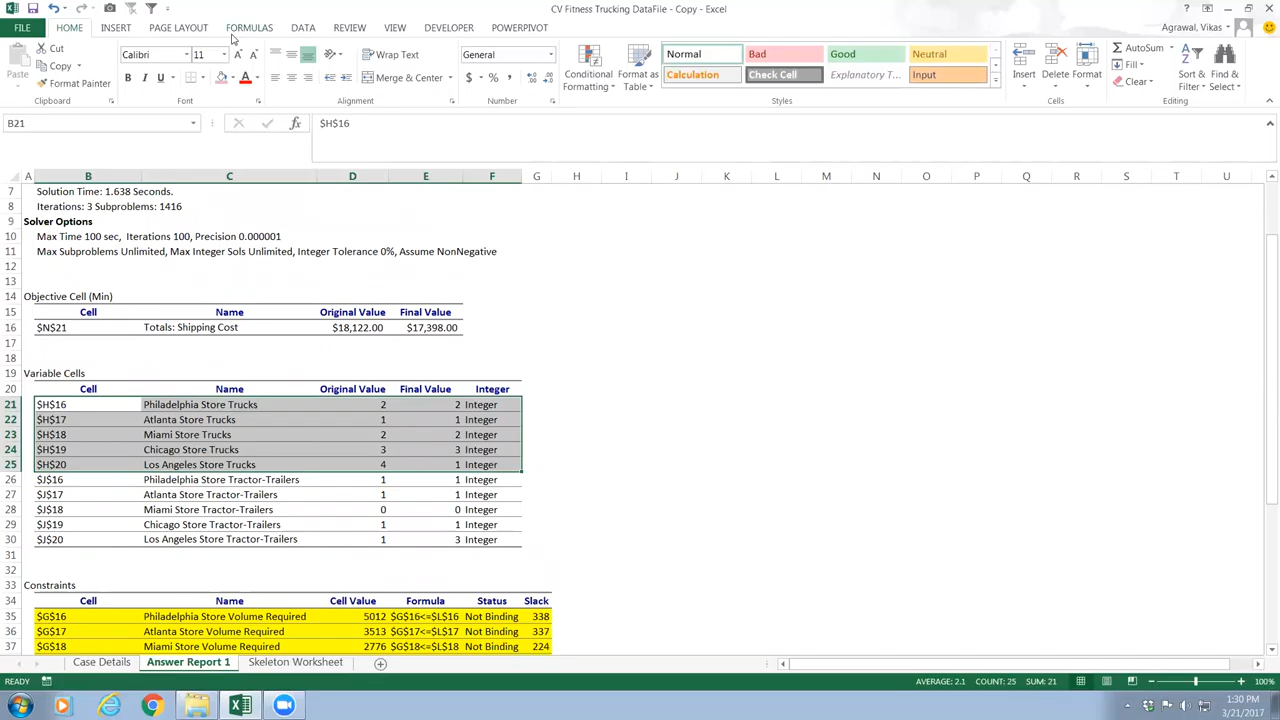 CV Fitness Trucking DataFile - Copy - Excel
FILE HOME INSERT PAGE LAYOUT FORMULAS DATA REVIEW VIEW DEVELOPER POWERPIVOT Agrawal, Vikas
Paste Cut Copy Format Painter Clipboard
Calibri 11 B I U A Font
Wrap Text Merge & Center Alignment
General $ % , Number
Conditional Formatting Format as Table
Normal Bad Good Neutral
Calculation Check Cell Explanatory T... Input
Styles
Insert Delete Format Cells
AutoSum Fill Clear Sort & Filter Find & Select Editing
B21 fx $H$16
A B C D E F G H I J K L M N O P Q R S T U
7 Solution Time: 1.638 Seconds.
8 Iterations: 3 Subproblems: 1416
9 Solver Options
10 Max Time 100 sec, Iterations 100, Precision 0.000001
11 Max Subproblems Unlimited, Max Integer Sols Unlimited, Integer Tolerance 0%, Assume NonNegative
12
13
14 Objective Cell (Min)
15 Cell Name Original Value Final Value
16 $N$21 Totals: Shipping Cost $18,122.00 $17,398.00
17
18
19 Variable Cells
20 Cell Name Original Value Final Value Integer
21 $H$16 Philadelphia Store Trucks 2 2 Integer
22 $H$17 Atlanta Store Trucks 1 1 Integer
23 $H$18 Miami Store Trucks 2 2 Integer
24 $H$19 Chicago Store Trucks 3 3 Integer
25 $H$20 Los Angeles Store Trucks 4 1 Integer
26 $J$16 Philadelphia Store Tractor-Trailers 1 1 Integer
27 $J$17 Atlanta Store Tractor-Trailers 1 1 Integer
28 $J$18 Miami Store Tractor-Trailers 0 0 Integer
29 $J$19 Chicago Store Tractor-Trailers 1 1 Integer
30 $J$20 Los Angeles Store Tractor-Trailers 1 3 Integer
31
32
33 Constraints
34 Cell Name Cell Value Formula Status Slack
35 $G$16 Philadelphia Store Volume Required 5012 $G$16<=$L$16 Not Binding 338
36 $G$17 Atlanta Store Volume Required 3513 $G$17<=$L$17 Not Binding 337
37 $G$18 Miami Store Volume Required 2776 $G$18<=$L$18 Not Binding 224
Case Details Answer Report 1 Skeleton Worksheet
READY AVERAGE: 2.1 COUNT: 25 SUM: 21 100%
1:30 PM
3/21/2017